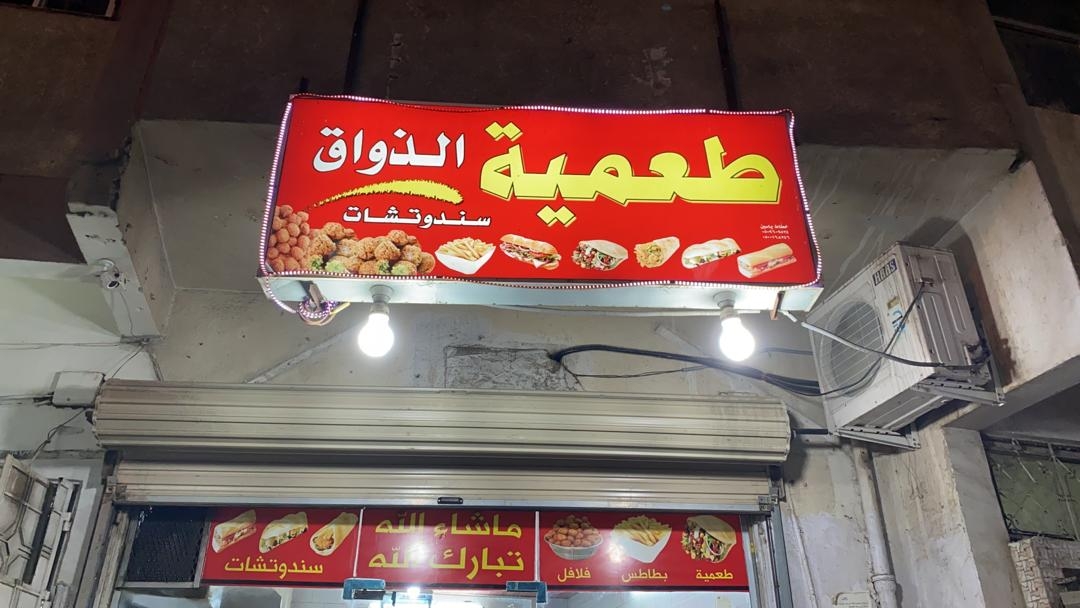 طعمية الذواق
سندوتشات
ماشاء الله
تبارك الله
سندوتشات
فلافل
بطاطس
طعمية